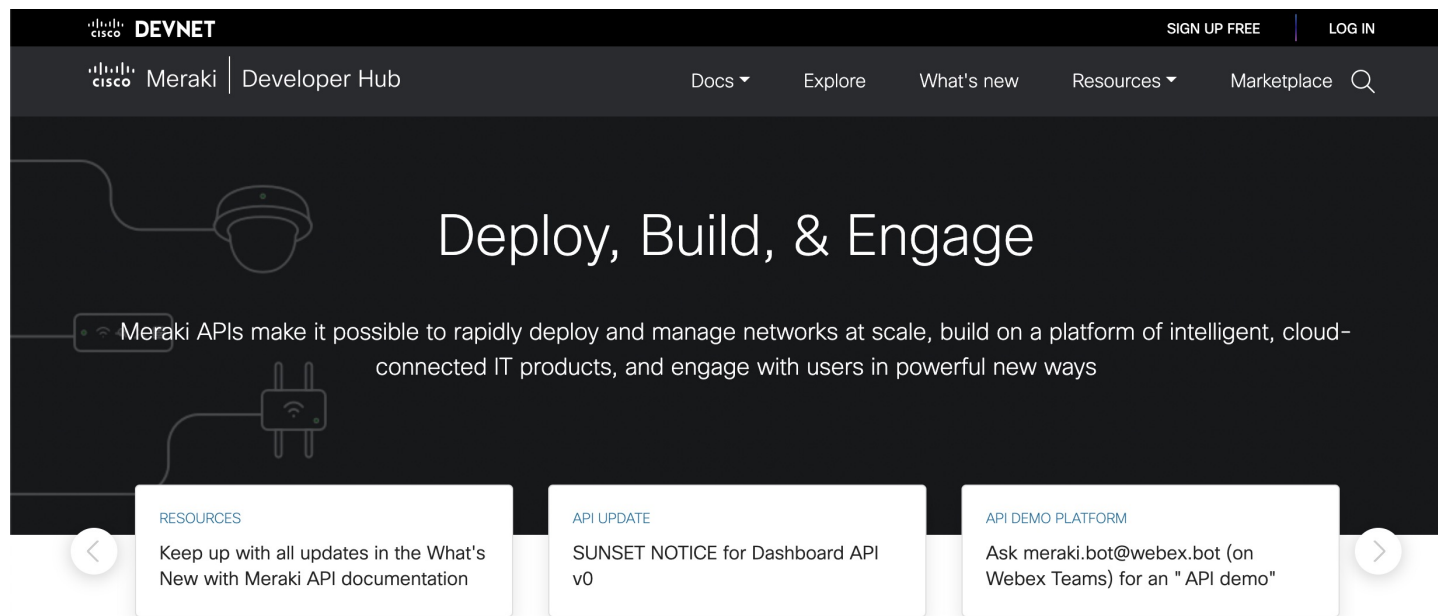 cisco DEVNET
SIGN UP FREE
LOG IN
cisco Meraki Developer Hub
Docs
Explore
What's new
Resources
Marketplace
Deploy, Build, & Engage
Meraki APIs make it possible to rapidly deploy and manage networks at scale, build on a platform of intelligent, cloud-
connected IT products, and engage with users in powerful new ways
RESOURCES
Keep up with all updates in the What's
New with Meraki API documentation
API UPDATE
SUNSET NOTICE for Dashboard API
v0
API DEMO PLATFORM
Ask meraki.bot@webex.bot (on
Webex Teams) for an "API demo"